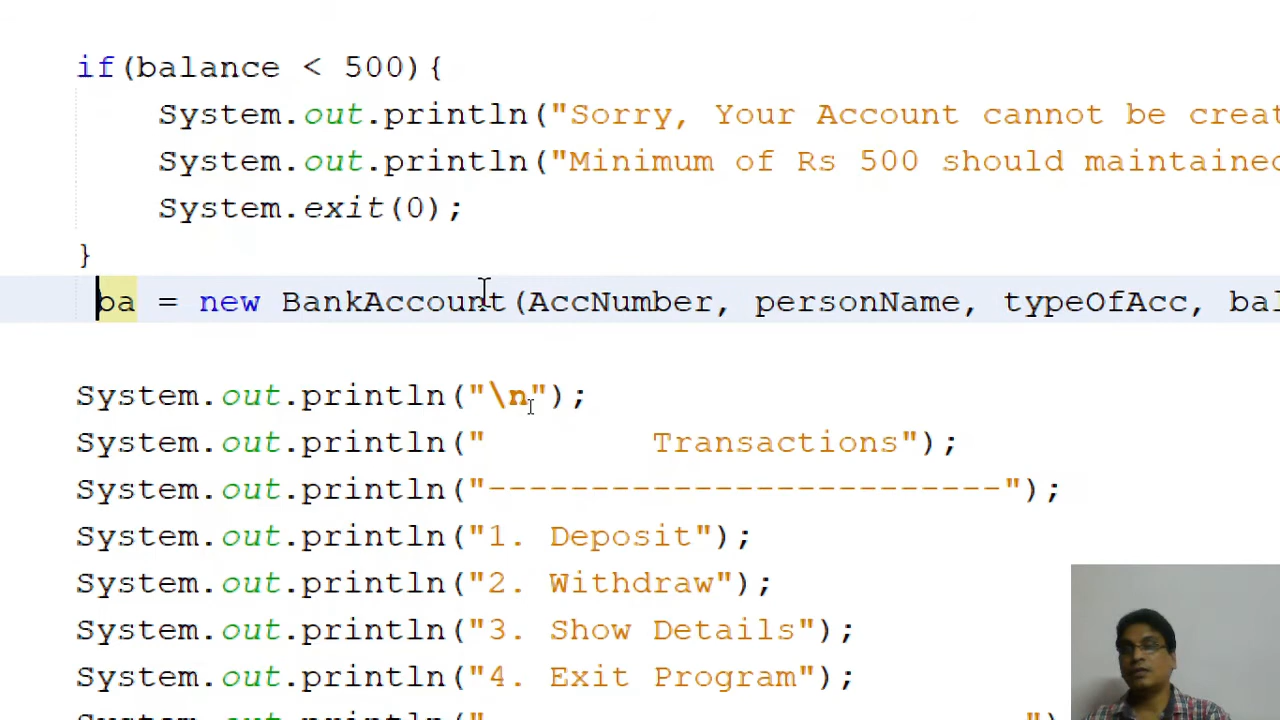 if(balance < 500){
System.out.println("Sorry, Your Account cannot be
System.out.println("Minimum of Rs 500 should maintained
System.exit(0);
}
ba = new BankAccount(AccNumber, personName, typeOfAcc,
System.out.println("\n");
System.out.println("        Transactions");
System.out.println("-------------------------");
System.out.println("1. Deposit");
System.out.println("2. Withdraw");
System.out.println("3. Show Details");
System.out.println("4. Exit Program");